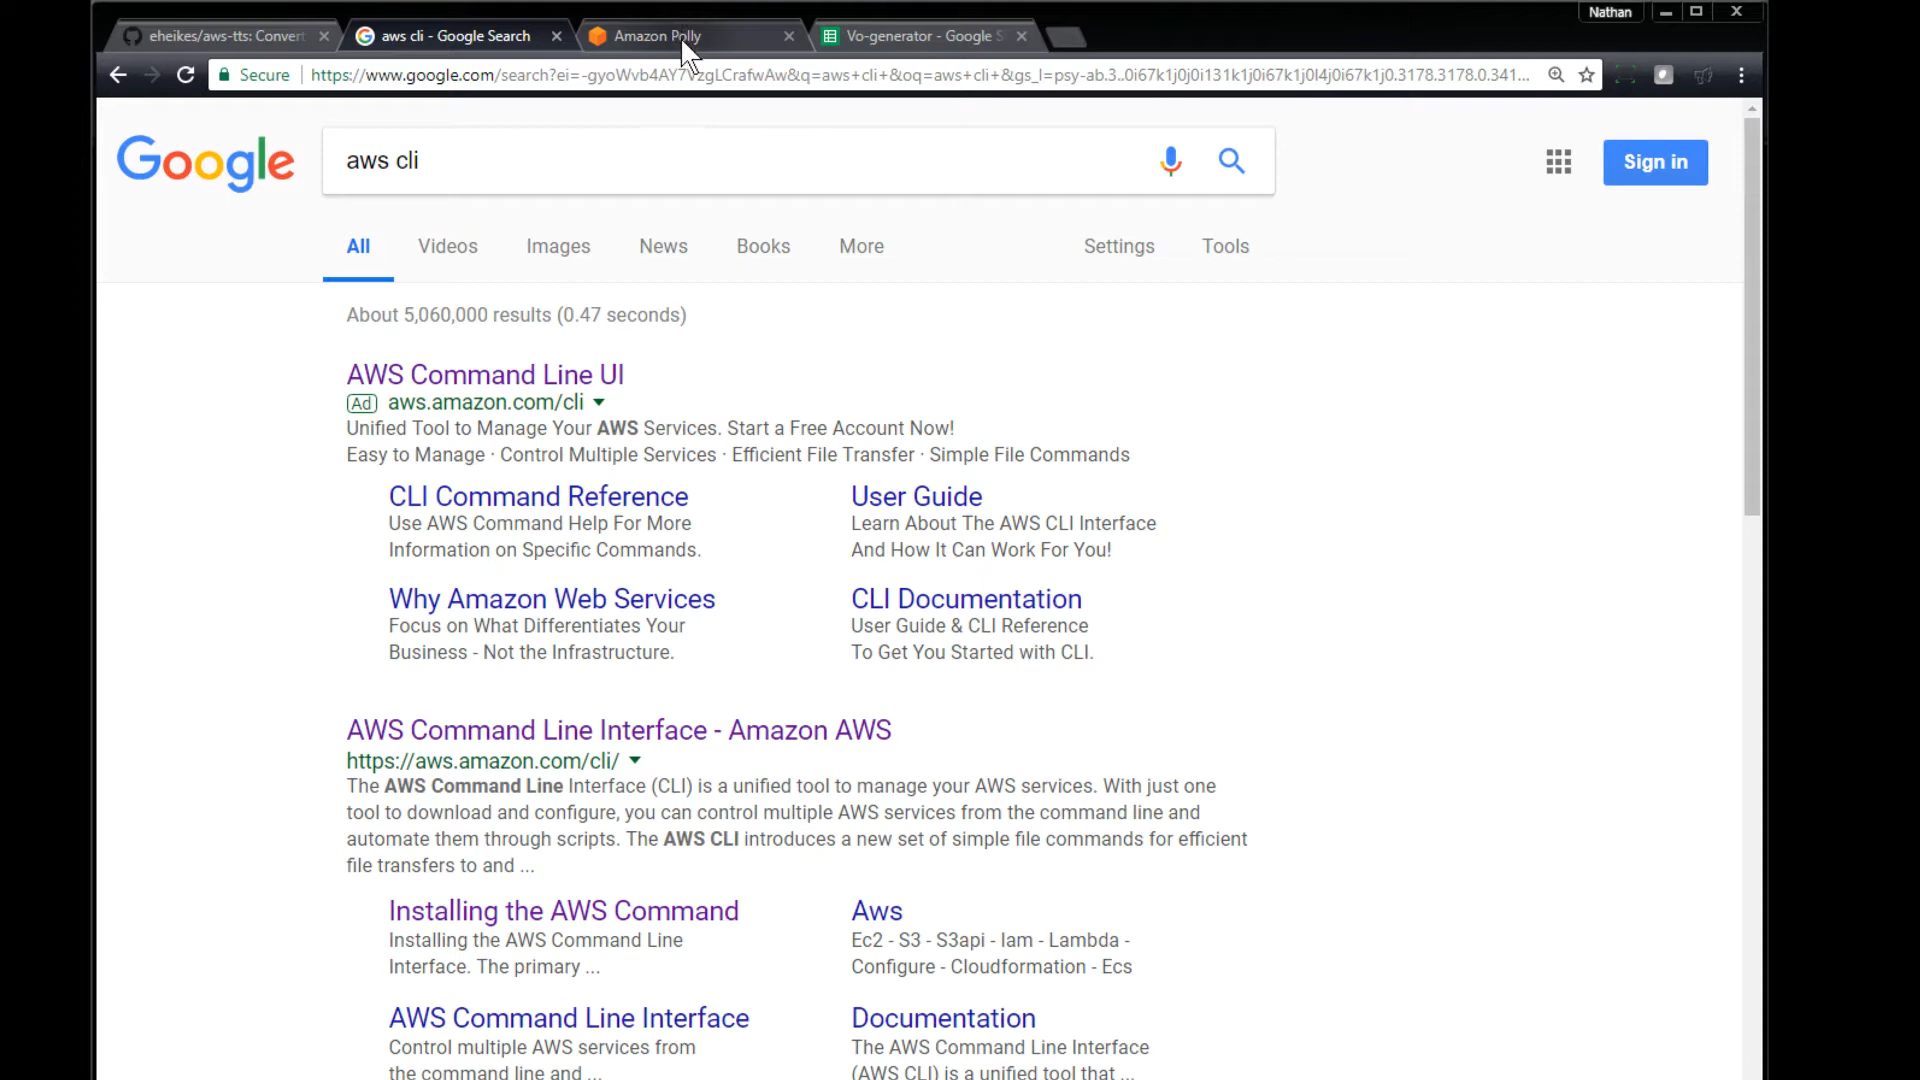 Nathan
eheikes/aws-tts: Convert
aws cli - Google Search
Amazon Polly
Vo-generator - Google S
Secure
https://www.google.com/search?ei=-gyoWvb4AY7VzgLCrafwAw&q=aws+cli+&oq=aws+cli+&gs_l=psy-ab.3..0i67k1j0j0i131k1j0i67k1j0l4j0i67k1j0.3178.3178.0.341...
Google
aws cli
Sign in
All
Videos
Images
News
Books
More
Settings
Tools
About 5,060,000 results (0.47 seconds)
AWS Command Line UI
Ad aws.amazon.com/cli
Unified Tool to Manage Your AWS Services. Start a Free Account Now!
Easy to Manage · Control Multiple Services · Efficient File Transfer · Simple File Commands
CLI Command Reference
Use AWS Command Help For More
Information on Specific Commands.
User Guide
Learn About The AWS CLI Interface
And How It Can Work For You!
Why Amazon Web Services
Focus on What Differentiates Your
Business - Not the Infrastructure.
CLI Documentation
User Guide & CLI Reference
To Get You Started with CLI.
AWS Command Line Interface - Amazon AWS
https://aws.amazon.com/cli/
The AWS Command Line Interface (CLI) is a unified tool to manage your AWS services. With just one
tool to download and configure, you can control multiple AWS services from the command line and
automate them through scripts. The AWS CLI introduces a new set of simple file commands for efficient
file transfers to and ...
Installing the AWS Command
Installing the AWS Command Line
Interface. The primary ...
Aws
Ec2 - S3 - S3api - Iam - Lambda -
Configure - Cloudformation - Ecs
AWS Command Line Interface
Control multiple AWS services from
the command line and ...
Documentation
The AWS Command Line Interface
(AWS CLI) is a unified tool that ...